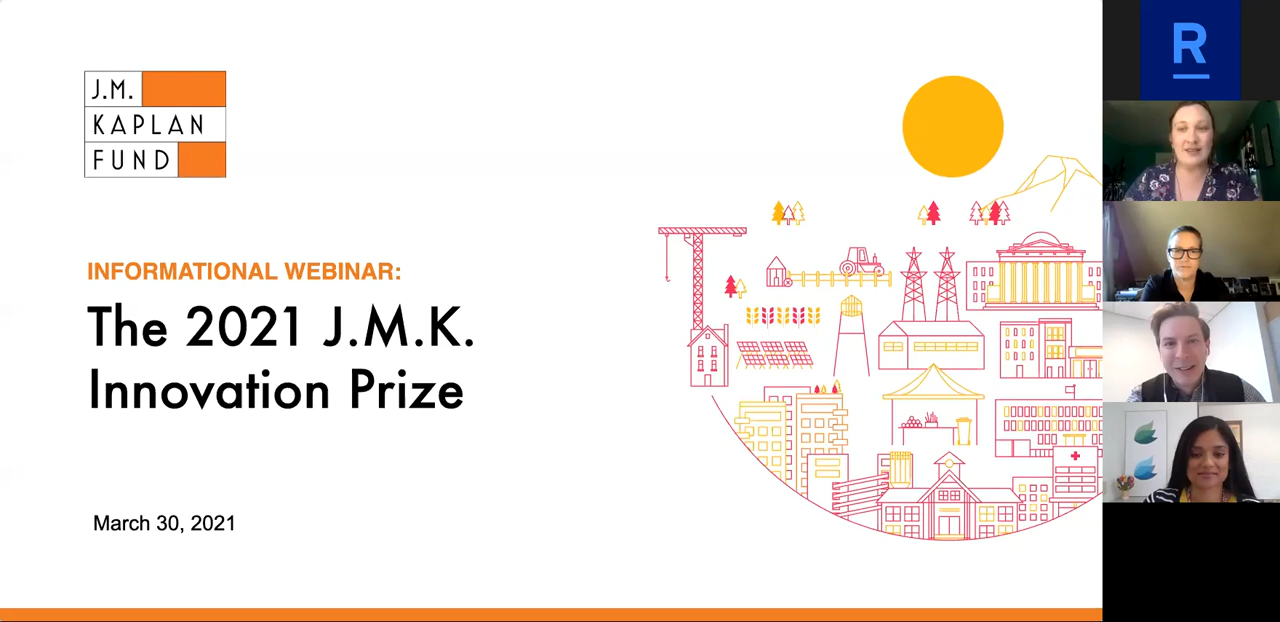 J.M.
KAPLAN
FUND
INFORMATIONAL WEBINAR:
The 2021 J.M.K.
Innovation Prize
March 30, 2021
R